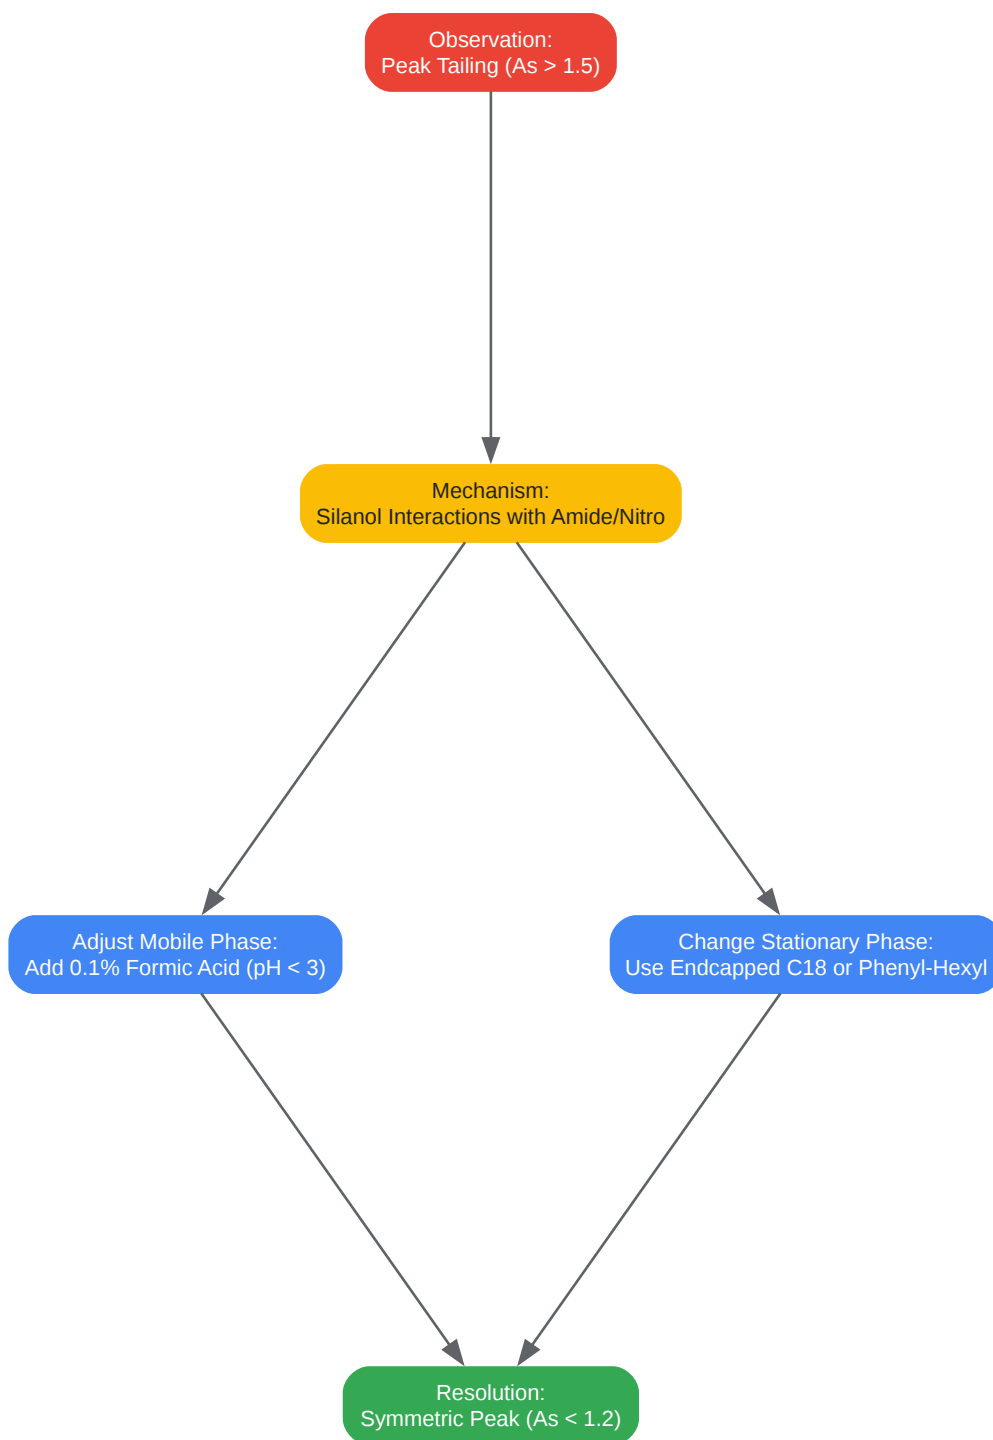 Observation:
Peak Tailing (As > 1.5)
Mechanism:
Silanol Interactions with Amide/Nitro
Adjust Mobile Phase:
Add 0.1% Formic Acid (pH < 3)
Change Stationary Phase:
Use Endcapped C18 or Phenyl-Hexyl
Resolution:
Symmetric Peak (As < 1.2)